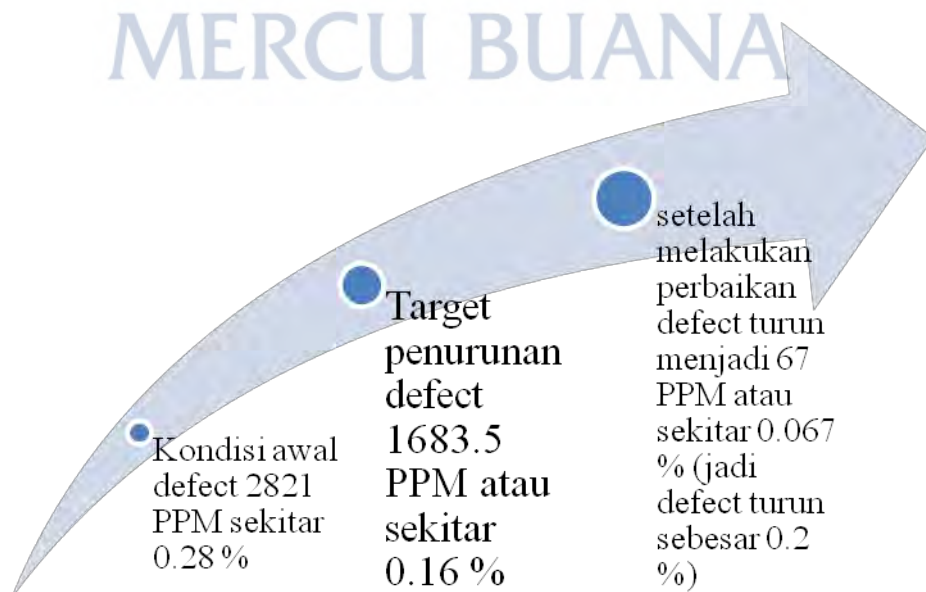 MERCU BUANA
Kondisi awal
defect 2821
PPM sekitar
0.28 %
Target
penurunan
defect
1683.5
PPM atau
sekitar
0.16 %
setelah
melakukan
perbaikan
defect turun
menjadi 67
PPM atau
sekitar 0.067
% (jadi
defect turun
sebesar 0.2
%)